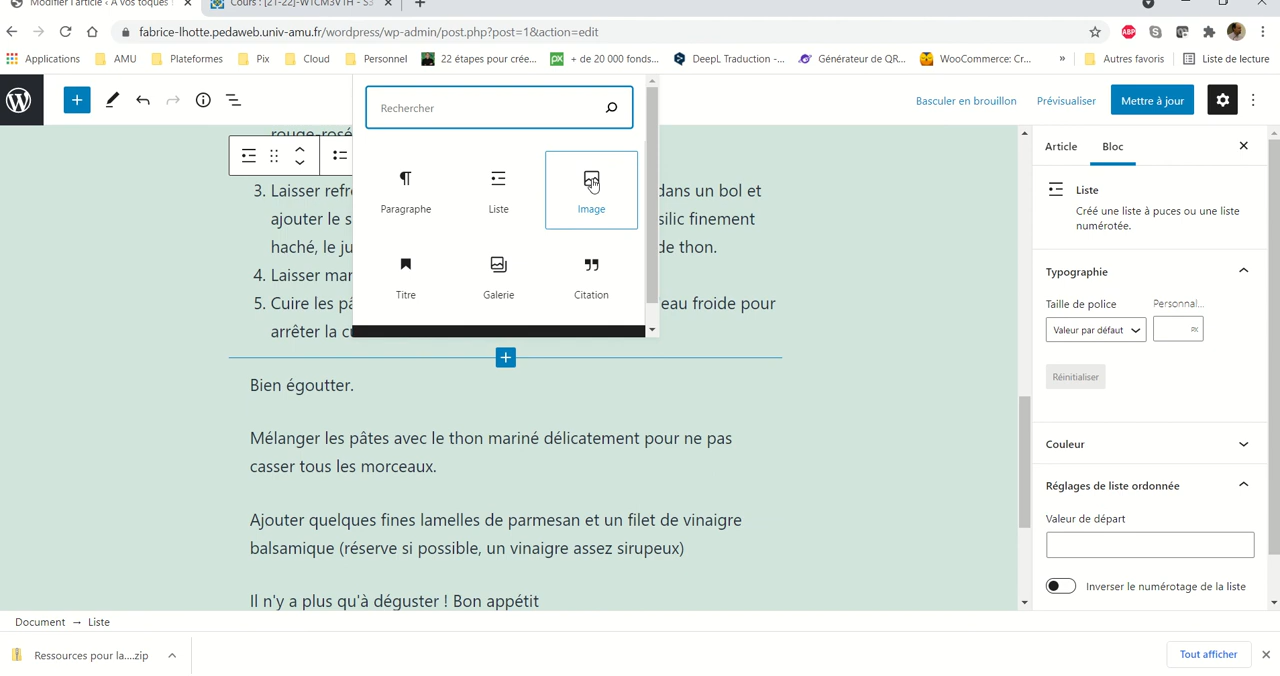 Modifier l'article < A vos toques
Cours : [21-22]-W1CM3V1H - S3
fabrice-lhotte.pedaweb.univ-amu.fr/wordpress/wp-admin/post.php?post=1&action=edit
ABP
Applications AMU Plateformes Pix Cloud Personnel 22 étapes pour crée... + de 20 000 fonds... DeepL Traduction -... Générateur de QR... WooCommerce: Cr... » Autres favoris Liste de lecture
Rechercher
Basculer en brouillon Prévisualiser Mettre à jour
rouge-rosé
Paragraphe Liste Image
Titre Galerie Citation
3. Laisser refr dans un bol et
ajouter le s silic finement
haché, le ju de thon.
4. Laisser mar
5. Cuire les pâ eau froide pour
arrêter la cu
Bien égoutter.
Mélanger les pâtes avec le thon mariné délicatement pour ne pas
casser tous les morceaux.
Ajouter quelques fines lamelles de parmesan et un filet de vinaigre
balsamique (réserve si possible, un vinaigre assez sirupeux)
Il n'y a plus qu'à déguster ! Bon appétit
Article Bloc
Liste
Créé une liste à puces ou une liste
numérotée.
Typographie
Taille de police Personnal...
Valeur par défaut PX
Réinitialiser
Couleur
Réglages de liste ordonnée
Valeur de départ
Inverser le numérotage de la liste
Document → Liste
Ressources pour la....zip
Tout afficher